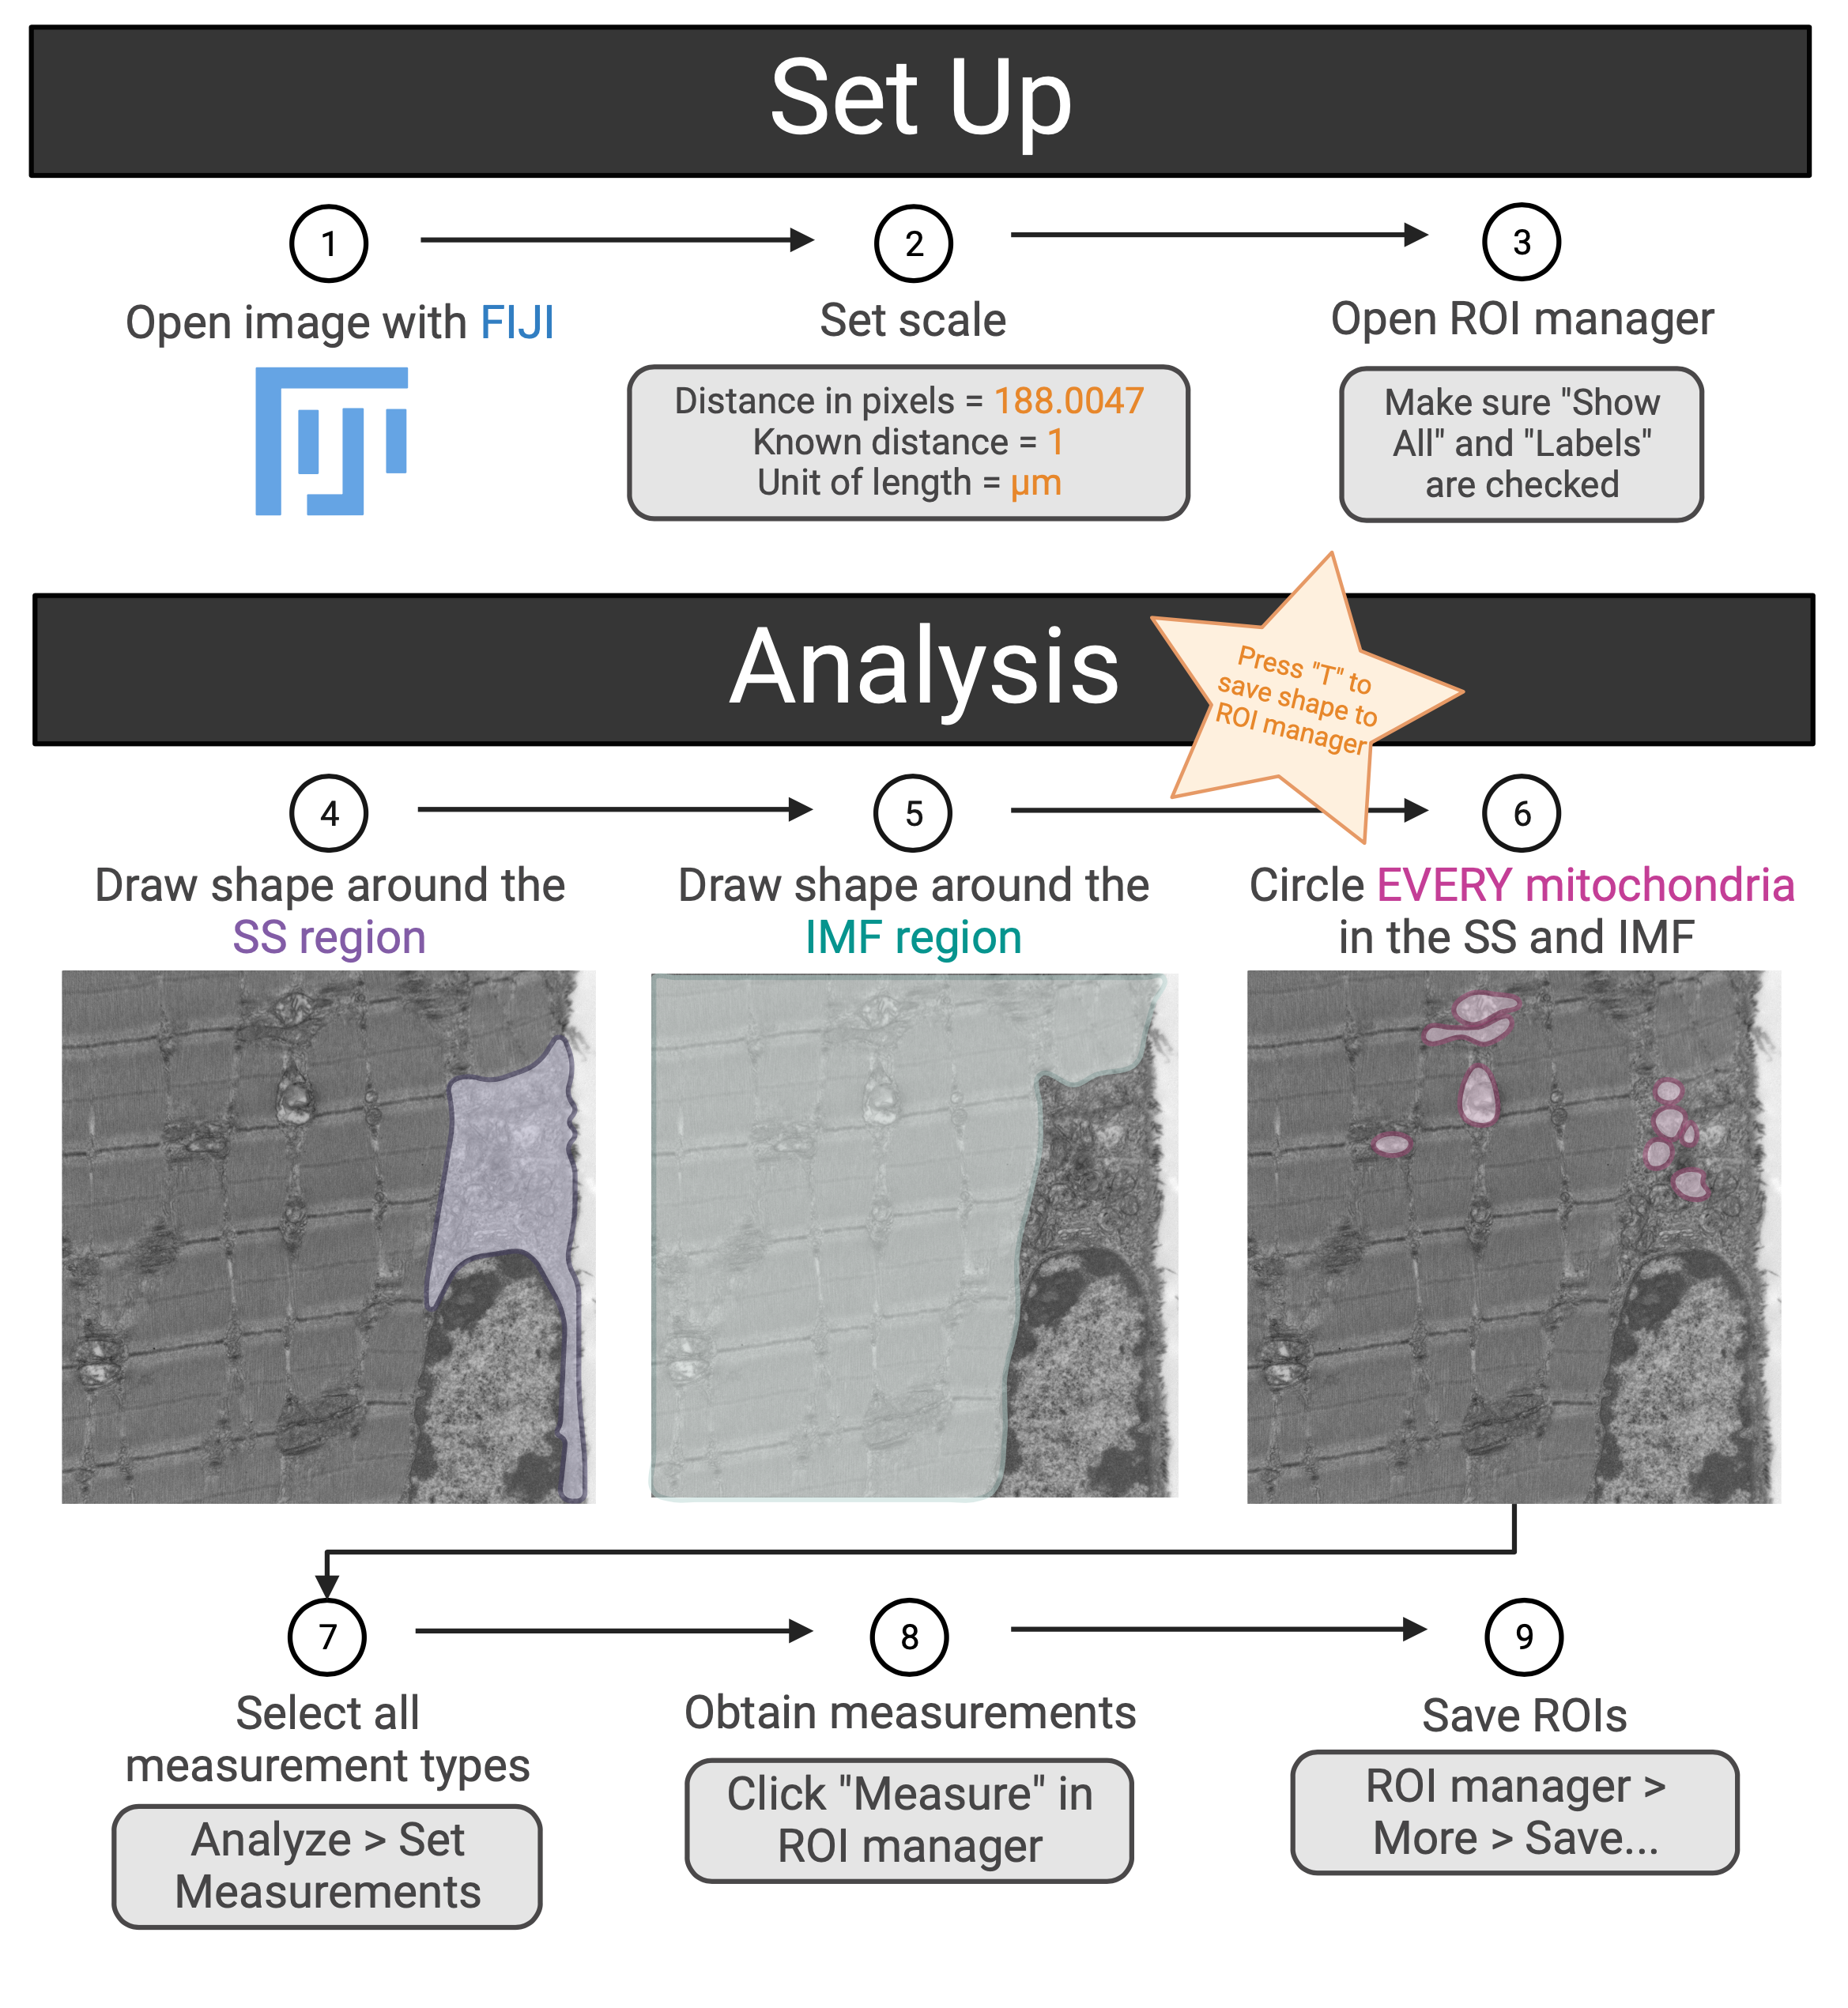 Set Up
1
2
3
Open image with FIJI
Set scale
Open ROI manager
Distance in pixels = 188.0047
Known distance = 1
Unit of length = µm
Make sure "Show
All" and "Labels"
are checked
Analysis
Press "T" to
save shape to
ROI manager
4
5
6
Draw shape around the
SS region
Draw shape around the
IMF region
Circle EVERY mitochondria
in the SS and IMF
7
8
9
Select all
measurement types
Analyze > Set
Measurements
Obtain measurements
Click "Measure" in
ROI manager
Save ROIs
ROI manager >
More > Save...